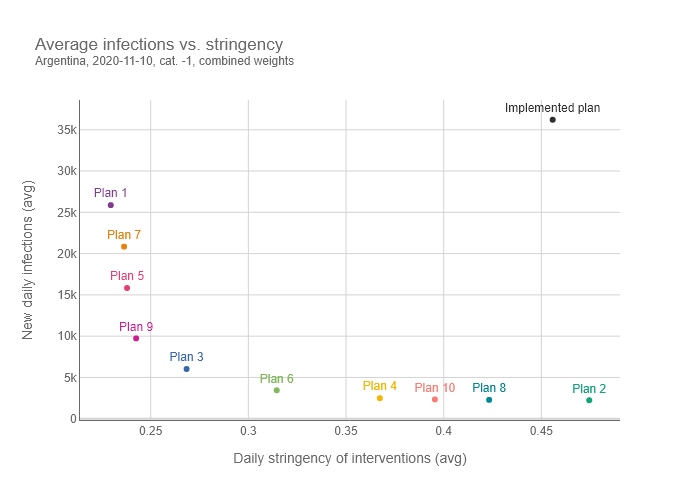 Average infections vs. stringency
Argentina, 2020-11-10, cat. -1, combined weights
Implemented plan
35k
30k
Plan 1
25k
Plan 7
20k
Plan 5
15k
Plan 9
10k
Plan 3
Plan 6
Plan 4
Plan 10
Plan 8
Plan 2
5k
0
0.25
0.3
0.35
0.4
0.45
New daily infections (avg)
Daily stringency of interventions (avg)